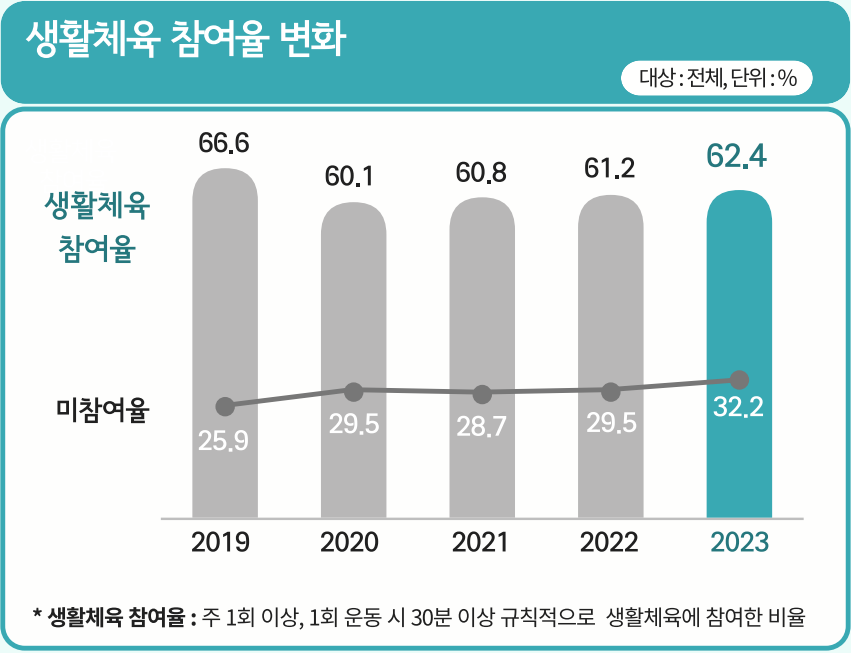 생활체육 참여율 변화
대상 : 전체, 단위 : %
66.6
60.1
60.8
61.2
62.4
생활체육
참여율
미참여율
25.9
29.5
28.7
29.5
32.2
2019
2020
2021
2022
2023
* 생활체육 참여율 : 주 1회 이상, 1회 운동 시 30분 이상 규칙적으로 생활체육에 참여한 비율